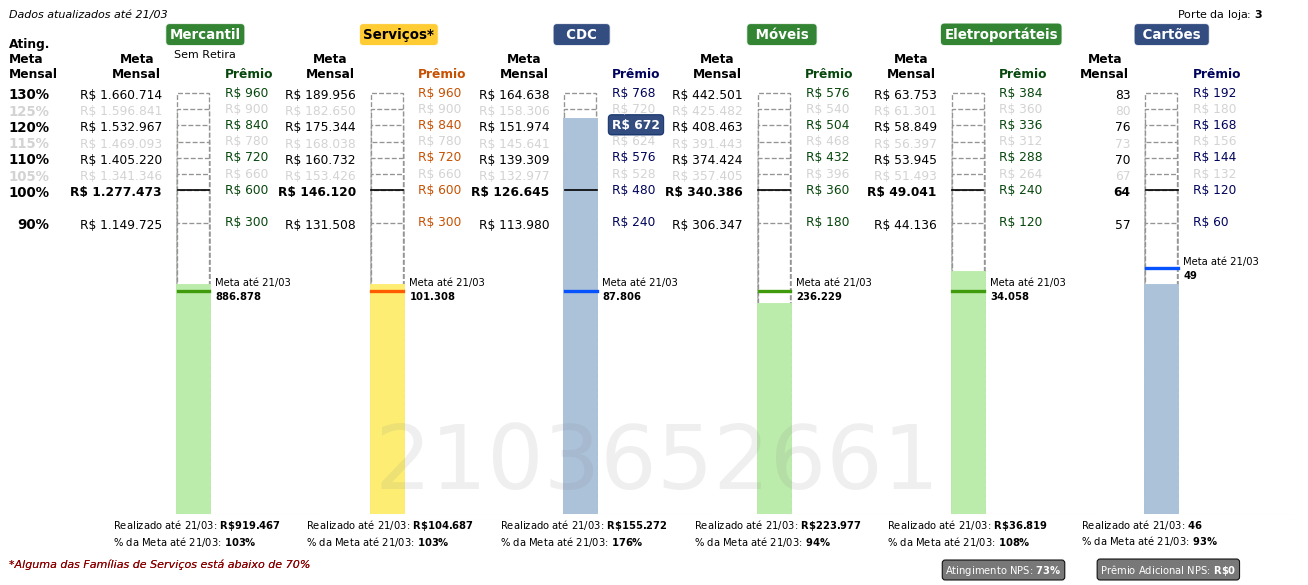 Dados atualizados até 21/03
Porte da loja: 3
Mercantil Serviços* CDC Móveis Eletroportáteis Cartões
Sem Retira
Ating. Meta Mensal
Meta Mensal Prêmio Meta Mensal Prêmio Meta Mensal Prêmio Meta Mensal Prêmio Meta Mensal Prêmio Meta Mensal Prêmio
130% R$ 1.660.714 R$ 960 R$ 189.956 R$ 960 R$ 164.638 R$ 768 R$ 442.501 R$ 576 R$ 63.753 R$ 384 83 R$ 192
125% R$ 1.596.841 R$ 900 R$ 182.650 R$ 900 R$ 158.306 R$ 720 R$ 425.482 R$ 540 R$ 61.301 R$ 360 80 R$ 180
120% R$ 1.532.967 R$ 840 R$ 175.344 R$ 840 R$ 151.974 R$ 672 R$ 408.463 R$ 504 R$ 58.849 R$ 336 76 R$ 168
115% R$ 1.469.093 R$ 780 R$ 168.038 R$ 780 R$ 145.641 R$ 624 R$ 391.443 R$ 468 R$ 56.397 R$ 312 73 R$ 156
110% R$ 1.405.220 R$ 720 R$ 160.732 R$ 720 R$ 139.309 R$ 576 R$ 374.424 R$ 432 R$ 53.945 R$ 288 70 R$ 144
105% R$ 1.341.346 R$ 660 R$ 153.426 R$ 660 R$ 132.977 R$ 528 R$ 357.405 R$ 396 R$ 51.493 R$ 264 67 R$ 132
100% R$ 1.277.473 R$ 600 R$ 146.120 R$ 600 R$ 126.645 R$ 480 R$ 340.386 R$ 360 R$ 49.041 R$ 240 64 R$ 120
90% R$ 1.149.725 R$ 300 R$ 131.508 R$ 300 R$ 113.980 R$ 240 R$ 306.347 R$ 180 R$ 44.136 R$ 120 57 R$ 60
Meta até 21/03 Meta até 21/03 Meta até 21/03 Meta até 21/03 Meta até 21/03 Meta até 21/03
886.878 101.308 87.806 236.229 34.058 49
2103652661
Realizado até 21/03: R$919.467 Realizado até 21/03: R$104.687 Realizado até 21/03: R$155.272 Realizado até 21/03: R$223.977 Realizado até 21/03: R$36.819 Realizado até 21/03: 46
% da Meta até 21/03: 103% % da Meta até 21/03: 103% % da Meta até 21/03: 176% % da Meta até 21/03: 94% % da Meta até 21/03: 108% % da Meta até 21/03: 93%
*Alguma das Famílias de Serviços está abaixo de 70%
Atingimento NPS: 73% Prêmio Adicional NPS: R$0